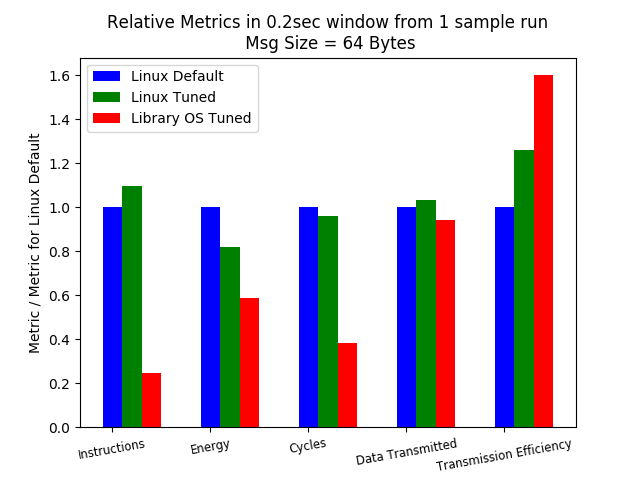 Relative Metrics in 0.2sec window from 1 sample run
Msg Size = 64 Bytes
Linux Default
Linux Tuned
Library OS Tuned
Metric / Metric for Linux Default
1.6
1.4
1.2
1.0
0.8
0.6
0.4
0.2
0.0
Instructions
Energy
Cycles
Data Transmitted
Transmission Efficiency